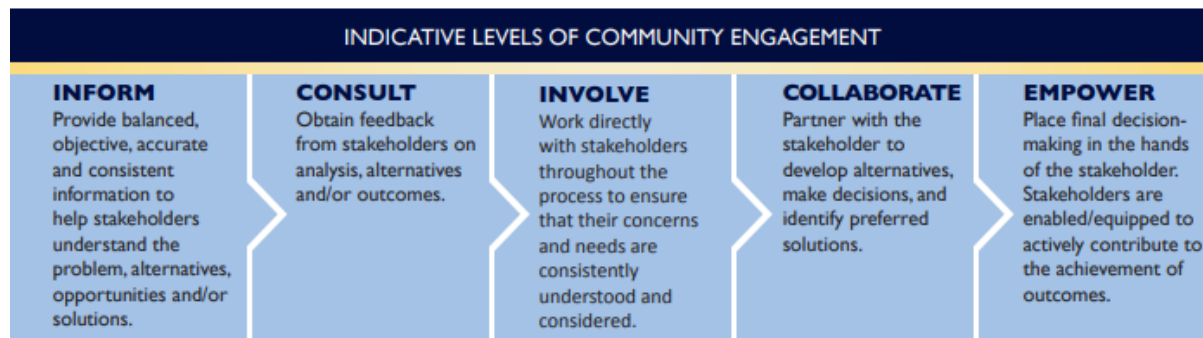 INDICATIVE LEVELS OF COMMUNITY ENGAGEMENT
INFORM
Provide balanced,
objective, accurate
and consistent
information to
help stakeholders
understand the
problem, alternatives,
opportunities and/or
solutions.
CONSULT
Obtain feedback
from stakeholders on
analysis, alternatives
and/or outcomes.
INVOLVE
Work directly
with stakeholders
throughout the
process to ensure
that their concerns
and needs are
consistently
understood and
considered.
COLLABORATE
Partner with the
stakeholder to
develop alternatives,
make decisions, and
identify preferred
solutions.
EMPOWER
Place final decision-
making in the hands
of the stakeholder.
Stakeholders are
enabled/equipped to
actively contribute to
the achievement of
outcomes.